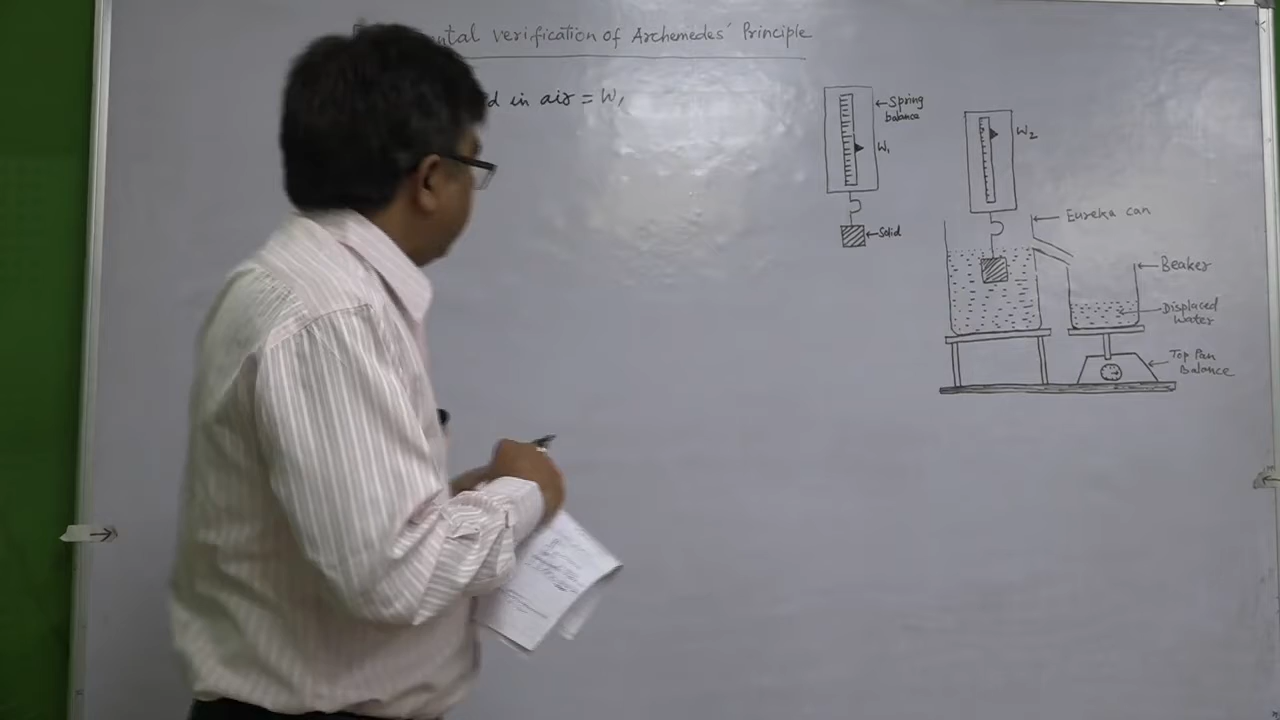 verification of Archemedes' Principle
in air = W₁
Spring
balance
W₁
Solid
W₂
Eureka can
Beaker
Displaced
Water
Top Pan
Balance